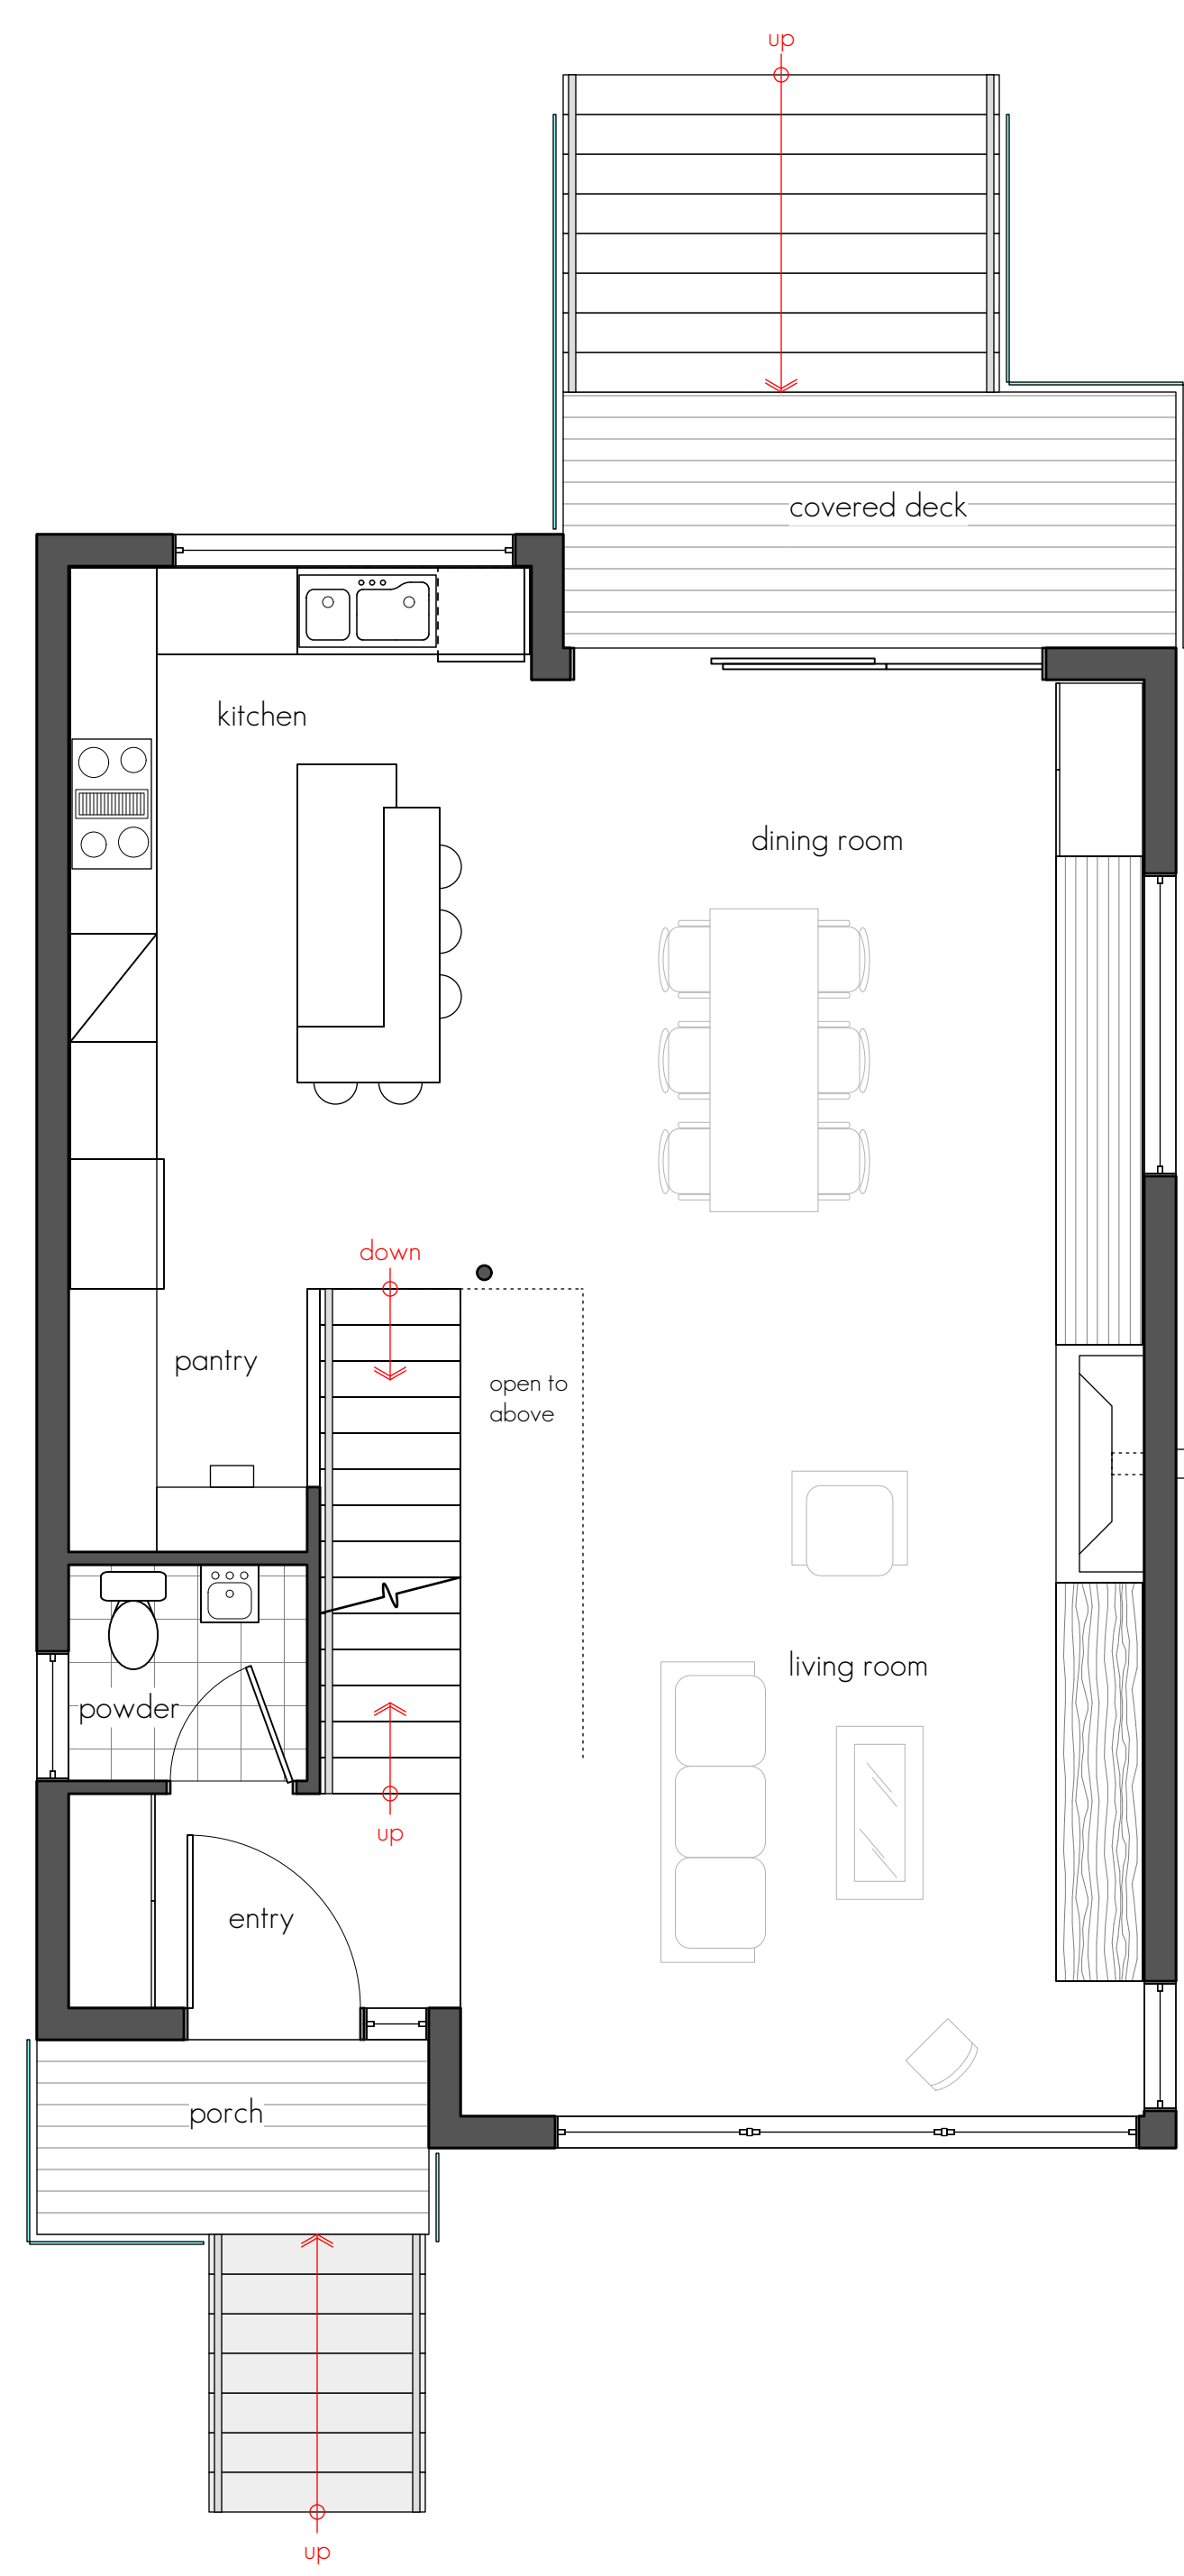 up
covered deck
kitchen
dining room
down
pantry
open to
above
living room
powder
up
entry
porch
up